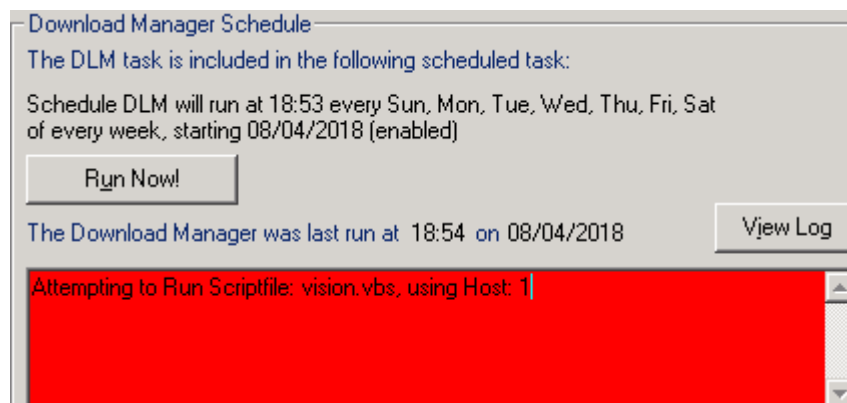 Download Manager Schedule
The DLM task is included in the following scheduled task:
Schedule DLM will run at 18:53 every Sun, Mon, Tue, Wed, Thu, Fri, Sat
of every week, starting 08/04/2018 (enabled)
Run Now!
The Download Manager was last run at 18:54 on 08/04/2018
View Log
Attempting to Run Scriptfile: vision.vbs, using Host: 1